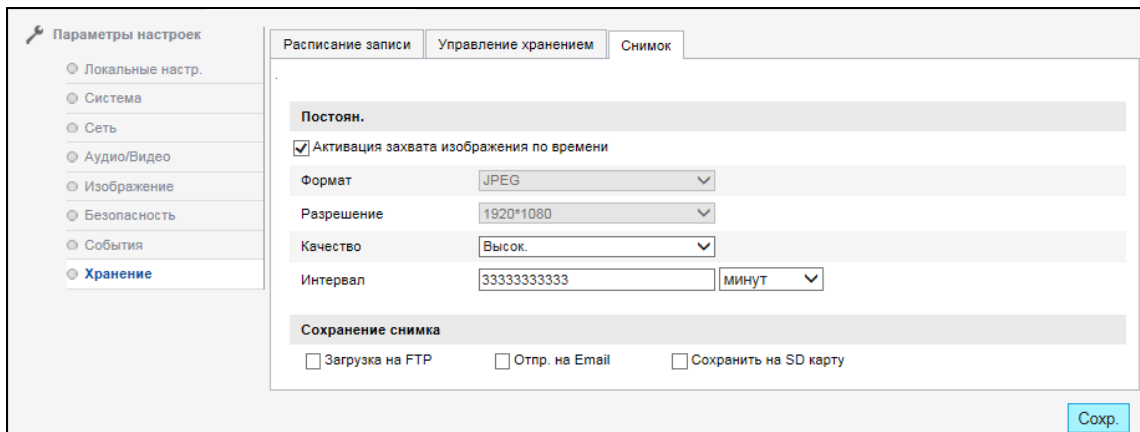 Параметры настроек
Локальные настр.
Система
Сеть
Аудио/Видео
Изображение
Безопасность
События
Хранение
Расписание записи Управление хранением Снимок
.
Постоян.
Активация захвата изображения по времени
Формат JPEG
Разрешение 1920*1080
Качество Высок.
Интервал 33333333333 минут
Сохранение снимка
Загрузка на FTP Отпр. на Email Сохранить на SD карту
Сохр.